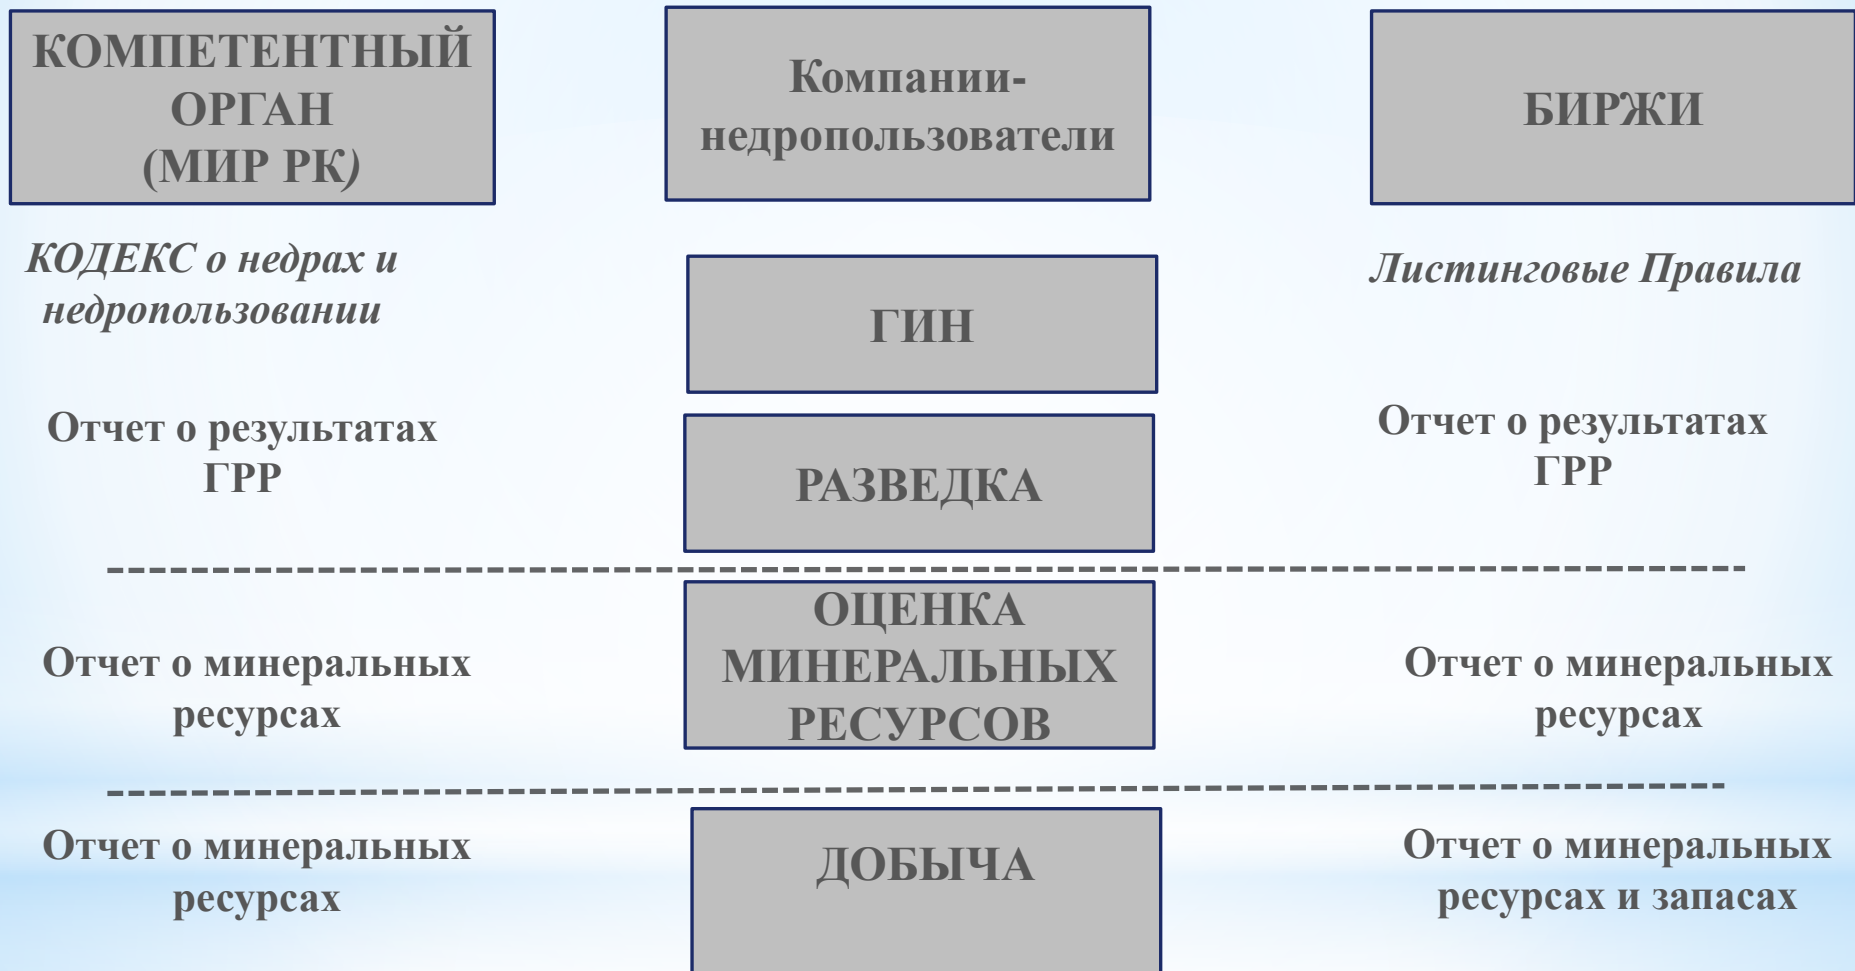 КОМПЕТЕНТНЫЙ
ОРГАН
(МИР РК)
Компании-
недропользователи
БИРЖИ
КОДЕКС о недрах и
недропользовании
ГИН
Листинговые Правила
Отчет о результатах
ГРР
РАЗВЕДКА
Отчет о результатах
ГРР
Отчет о минеральных
ресурсах
ОЦЕНКА
МИНЕРАЛЬНЫХ
РЕСУРСОВ
Отчет о минеральных
ресурсах
Отчет о минеральных
ресурсах
ДОБЫЧА
Отчет о минеральных
ресурсах и запасах